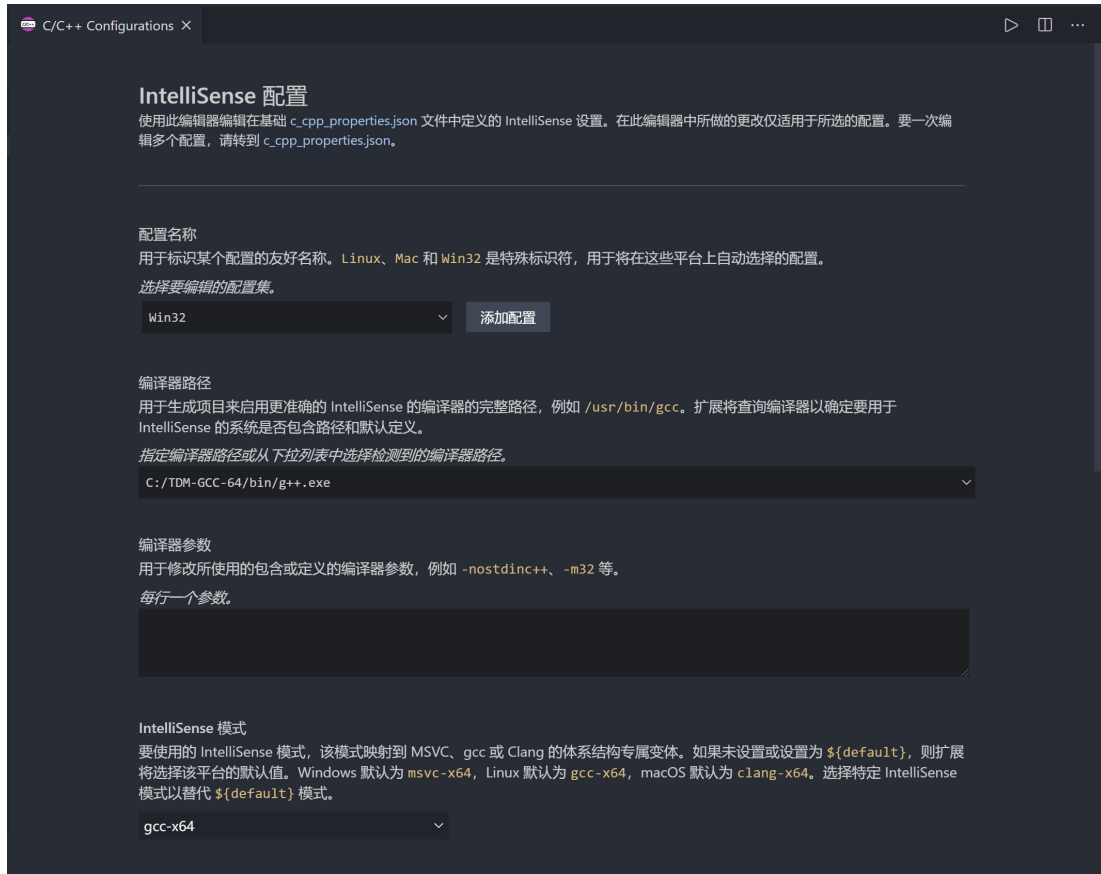 C/C++ Configurations
IntelliSense 配置
使用此编辑器编辑在基础 c_cpp_properties.json 文件中定义的 IntelliSense 设置。在此编辑器中所做的更改仅适用于所选的配置。要一次编
辑多个配置，请转到 c_cpp_properties.json。
配置名称
用于标识某个配置的友好名称。Linux、Mac 和 Win32 是特殊标识符，用于将在这些平台上自动选择的配置。
选择要编辑的配置集。
Win32 添加配置
编译器路径
用于生成项目来启用更准确的 IntelliSense 的编译器的完整路径，例如 /usr/bin/gcc。扩展将查询编译器以确定要用于
IntelliSense 的系统是否包含路径和默认定义。
指定编译器路径或从下拉列表中选择检测到的编译器路径。
C:/TDM-GCC-64/bin/g++.exe
编译器参数
用于修改所使用的包含或定义的编译器参数，例如 -nostdinc++、-m32 等。
每行一个参数。
IntelliSense 模式
要使用的 IntelliSense 模式，该模式映射到 MSVC、gcc 或 Clang 的体系结构专属变体。如果未设置或设置为 ${default}，则扩展
将选择该平台的默认值。Windows 默认为 msvc-x64，Linux 默认为 gcc-x64，macOS 默认为 clang-x64。选择特定 IntelliSense
模式以替代 ${default} 模式。
gcc-x64